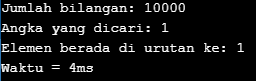 Jumlah bilangan: 10000
Angka yang dicari: 1
Elemen berada di urutan ke: 1
Waktu = 4ms